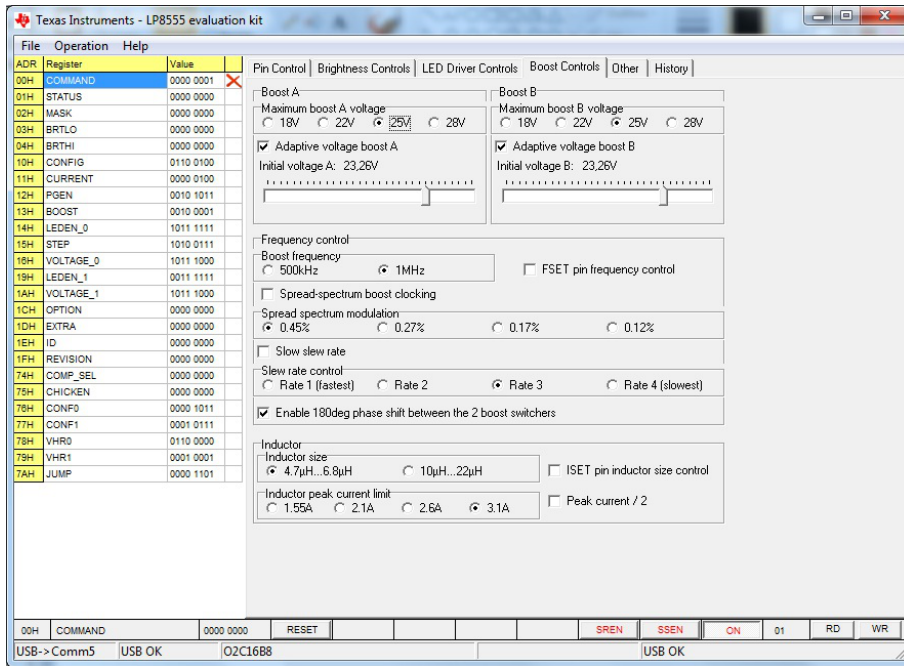 Texas Instruments - LP8555 evaluation kit
File Operation Help
ADR Register Value
00H COMMAND 0000 0001
01H STATUS 0000 0000
02H MASK 0000 0000
03H BRTLO 0000 0000
04H BRTHI 0000 0000
10H CONFIG 0110 0100
11H CURRENT 0000 0100
12H PGEN 0010 1011
13H BOOST 0010 0001
14H LEDEN_0 1011 1111
15H STEP 1010 0111
16H VOLTAGE_0 1011 1000
19H LEDEN_1 0011 1111
1AH VOLTAGE_1 1011 1000
1CH OPTION 0000 0000
1DH EXTRA 0000 0000
1EH ID 0000 0000
1FH REVISION 0000 0000
74H COMP_SEL 0000 0000
75H CHICKEN 0000 0000
76H CONF0 0000 1011
77H CONF1 0001 0111
78H VHR0 0110 0000
79H VHR1 0001 0001
7AH JUMP 0000 1101
Pin Control Brightness Controls LED Driver Controls Boost Controls Other History
Boost A
Maximum boost A voltage
18V 22V 25V 28V
Adaptive voltage boost A
Initial voltage A: 23,26V
Boost B
Maximum boost B voltage
18V 22V 25V 28V
Adaptive voltage boost B
Initial voltage B: 23,26V
Frequency control
Boost frequency
500kHz 1MHz
FSET pin frequency control
Spread-spectrum boost clocking
Spread spectrum modulation
0.45% 0.27% 0.17% 0.12%
Slow slew rate
Slew rate control
Rate 1 (fastest) Rate 2 Rate 3 Rate 4 (slowest)
Enable 180deg phase shift between the 2 boost switchers
Inductor
Inductor size
4.7µH...6.8µH 10µH...22µH
ISET pin inductor size control
Inductor peak current limit
1.55A 2.1A 2.6A 3.1A
Peak current / 2
00H COMMAND 0000 0000 RESET SREN SSEN ON 01 RD WR
USB->Comm5 USB OK O2C16B8 USB OK